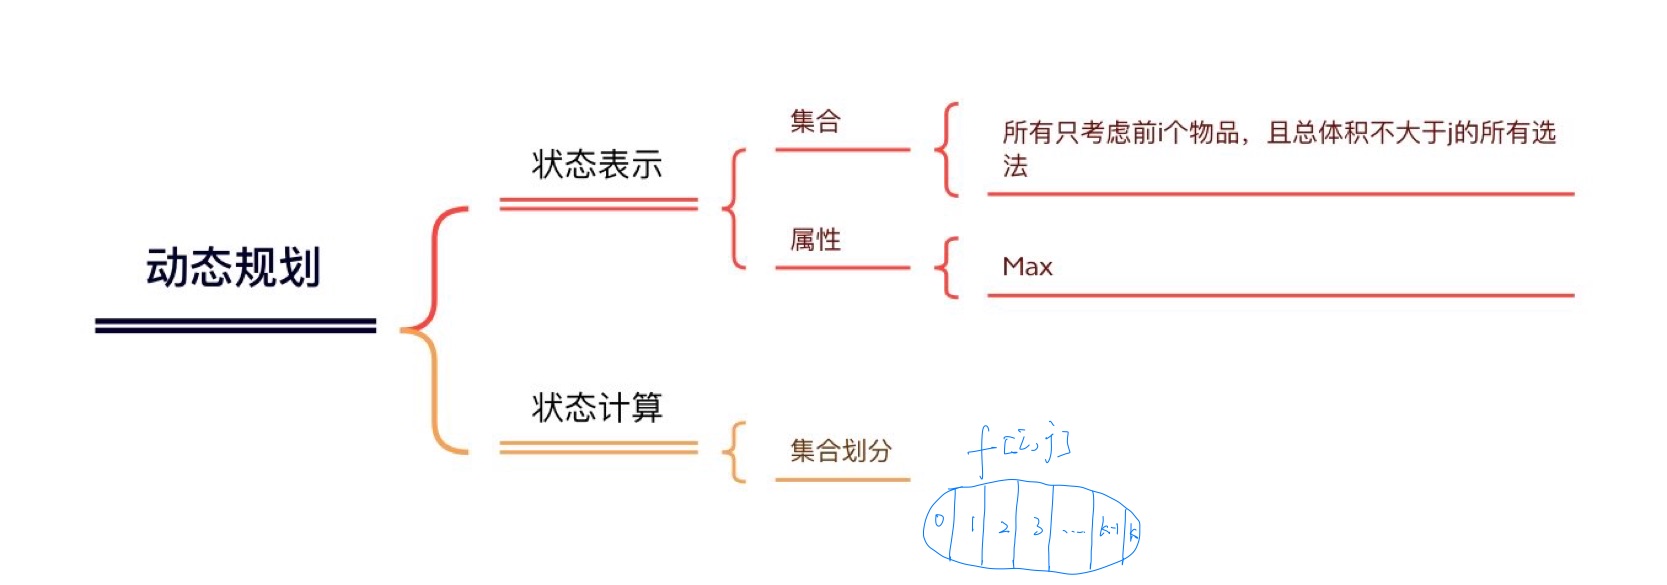 动态规划
状态表示
集合
所有只考虑前i个物品，且总体积不大于j的所有选
法
属性
Max
状态计算
集合划分
f[i,j]
0 1 2 3 ..... k-1 k